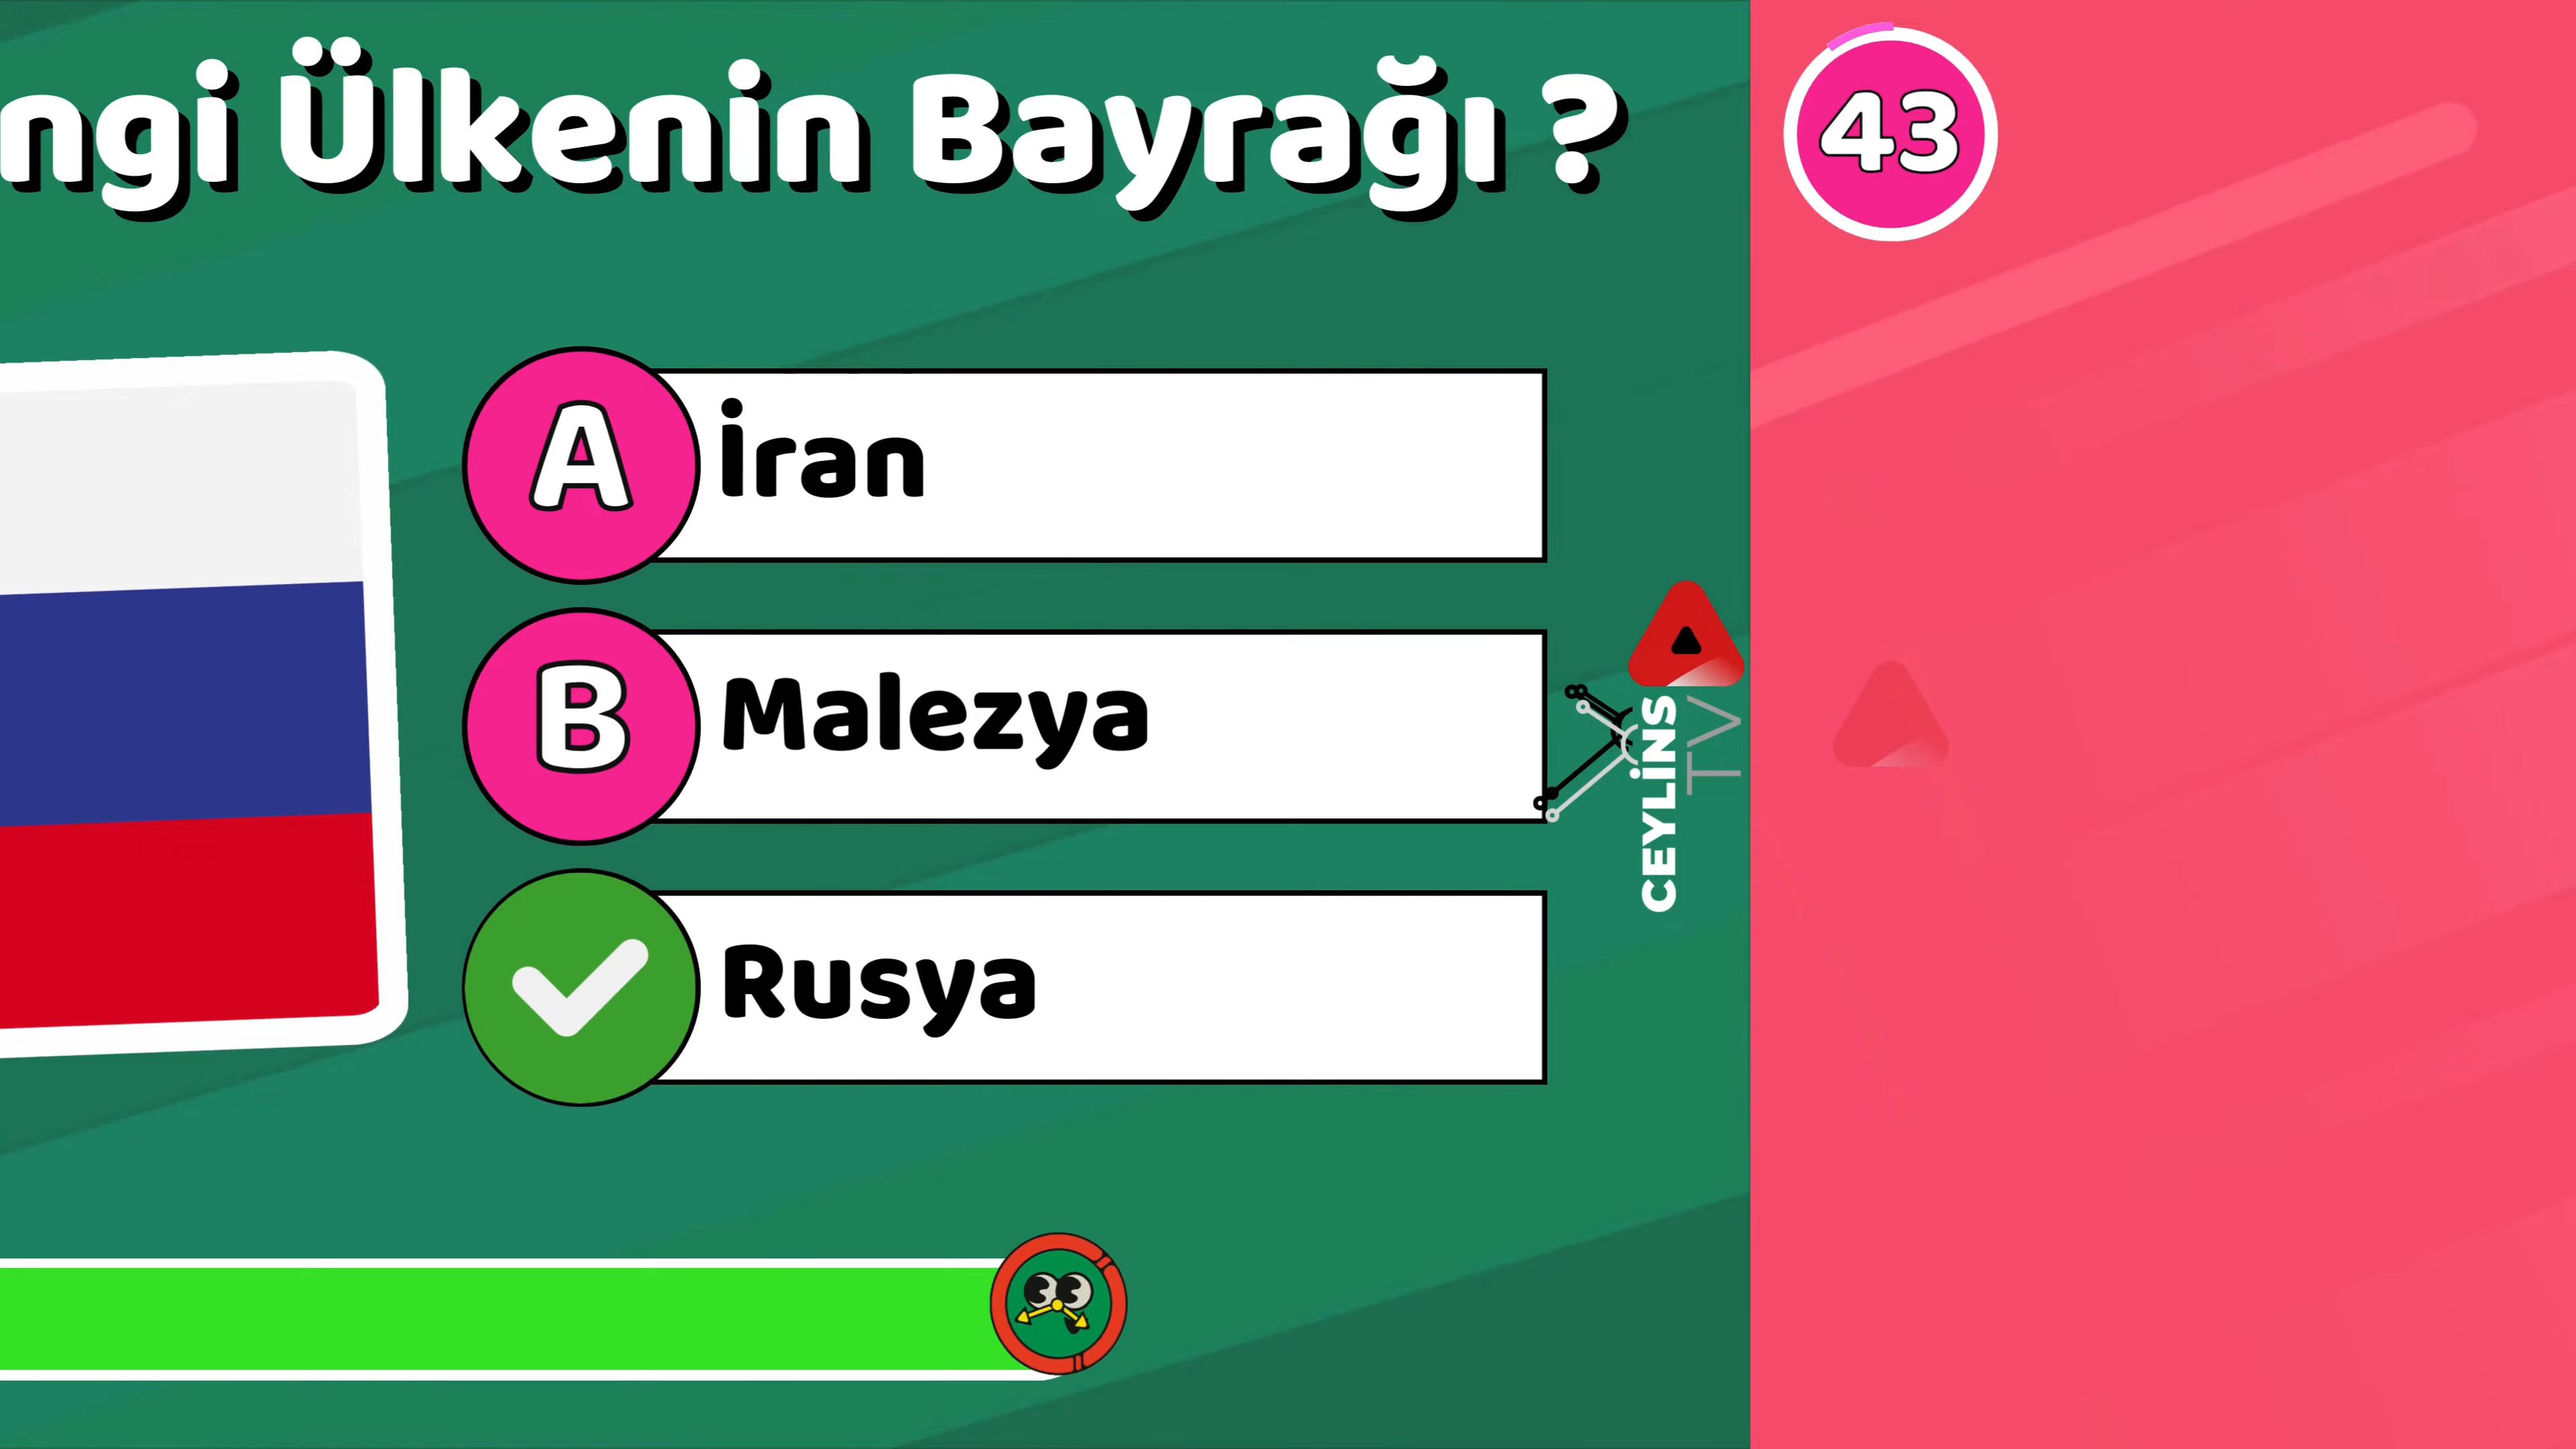 ngi Ülkenin Bayrağı ?
43
A
İran
B
Malezya
Rusya
CEYLİNS
TV